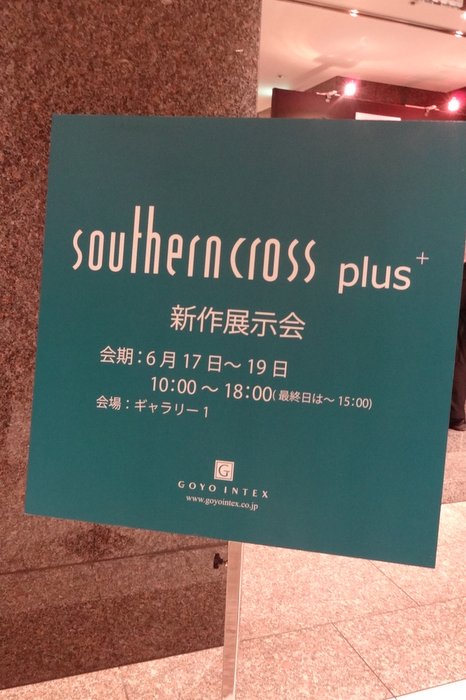 southerncross plus+
新作展示会
会期：6月17日～19日
10:00～18:00(最終日は～15:00)
会場：ギャラリー1
G
GOYO INTEX
www.goyointex.co.jp